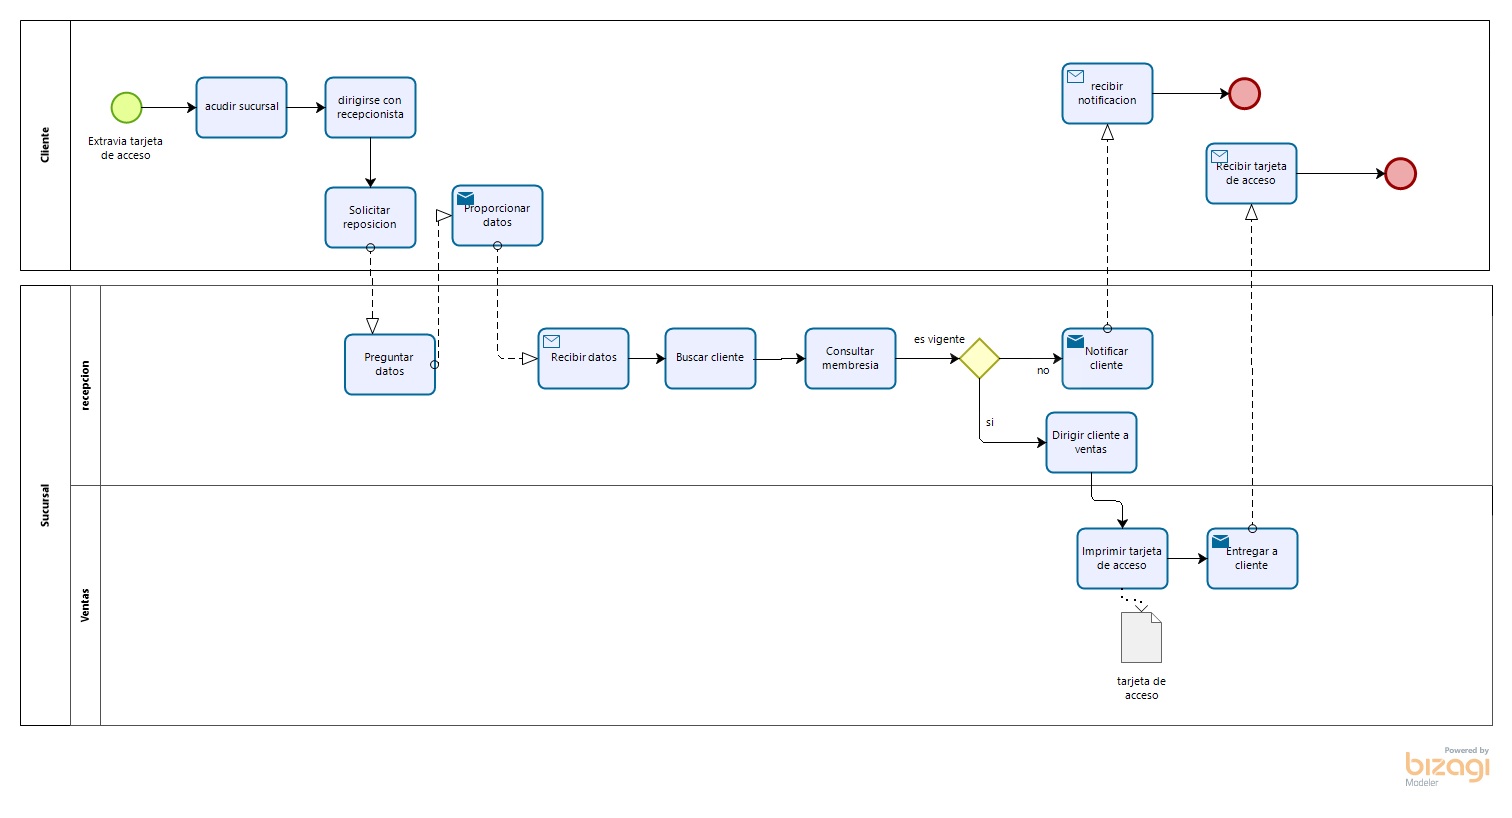 Cliente
Extravia tarjeta
de acceso
acudir sucursal
dirigirse con
recepcionista
Solicitar
reposicion
Proporcionar
datos
recibir
notificacion
Recibir tarjeta
de acceso
Sucursal
recepcion
Preguntar
datos
Recibir datos
Buscar cliente
Consultar
membresia
es vigente
no
si
Notificar
cliente
Dirigir cliente a
ventas
Ventas
Imprimir tarjeta
de acceso
Entregar a
cliente
tarjeta de
acceso
Powered by
bizagi
Modeler